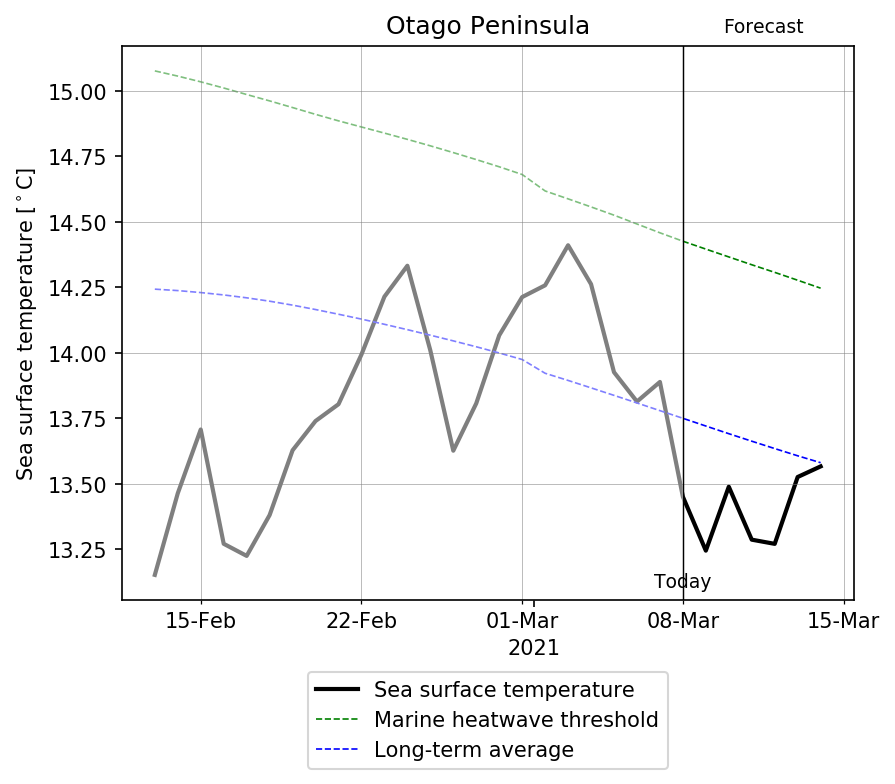 Otago Peninsula
Forecast
Sea surface temperature [°C]
15.00
14.75
14.50
14.25
14.00
13.75
13.50
13.25
Today
15-Feb
22-Feb
01-Mar
08-Mar
15-Mar
2021
Sea surface temperature
Marine heatwave threshold
Long-term average